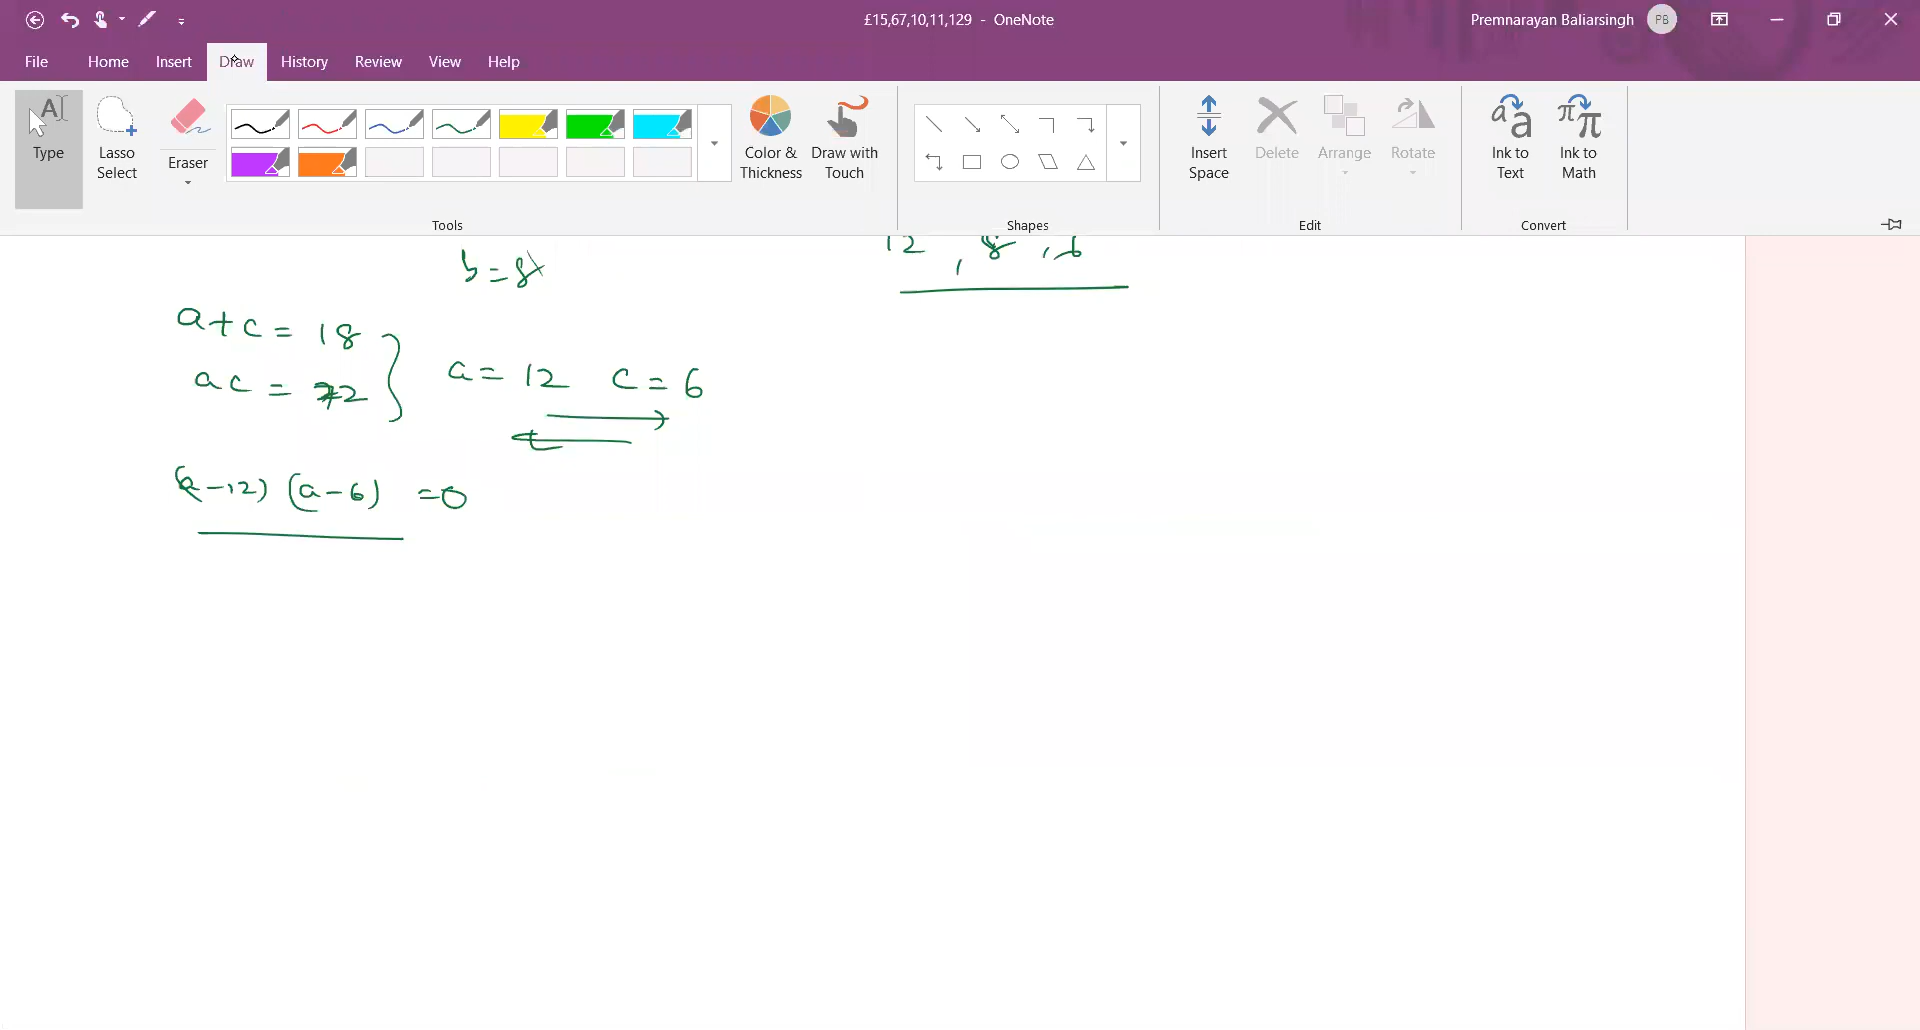 £15,67,10,11,129 - OneNote
Premnarayan Baliarsingh PB
File Home Insert Draw History Review View Help
Type
Lasso Select
Eraser
Color & Thickness
Draw with Touch
Insert Space
Delete
Arrange
Rotate
Ink to Text
Ink to Math
Tools
Shapes
Edit
Convert
12 , 8 , 6
b = 8
a + c = 18
ac = 72
a = 12 c = 6
(a - 12) (a - 6) = 0